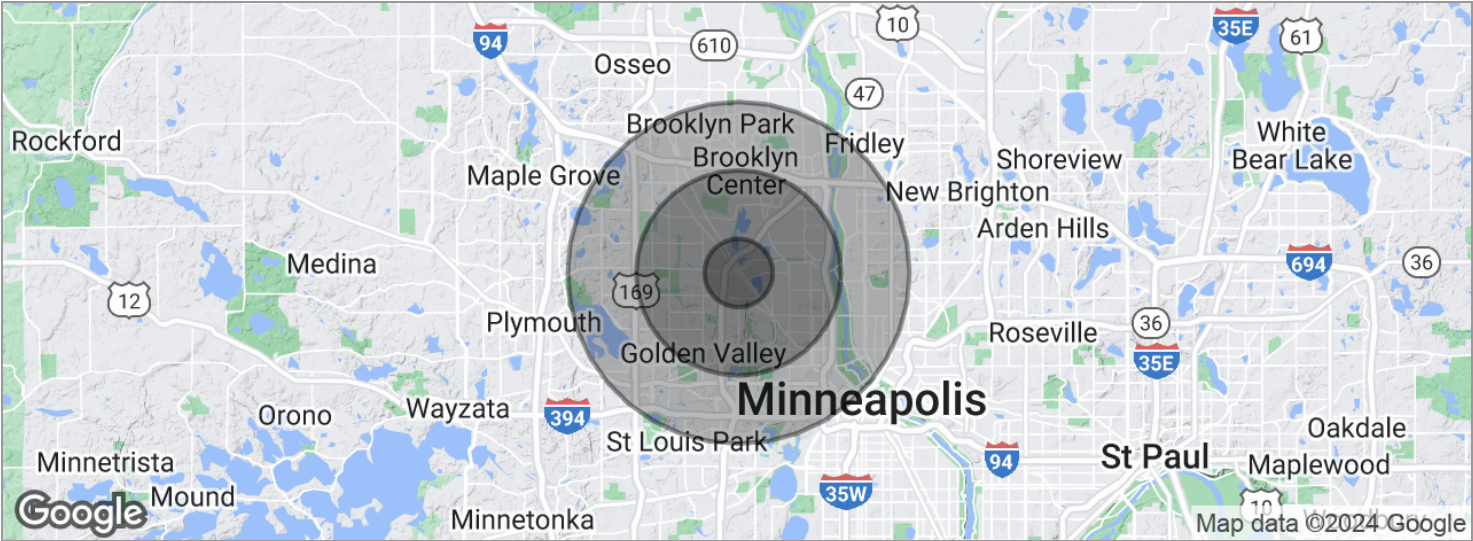 10
35E
61
94
610
Osseo
47
Brooklyn Park
Rockford
Fridley
White
Bear Lake
Brooklyn
Center
Shoreview
Maple Grove
New Brighton
Arden Hills
Medina
694
36
169
12
Plymouth
Roseville
36
Golden Valley
35E
Minneapolis
Orono
Wayzata
394
St Louis Park
Oakdale
Minnetrista
94
St Paul
Maplewood
Mound
35W
Google
Minnetonka
10
Map data ©2024 Google